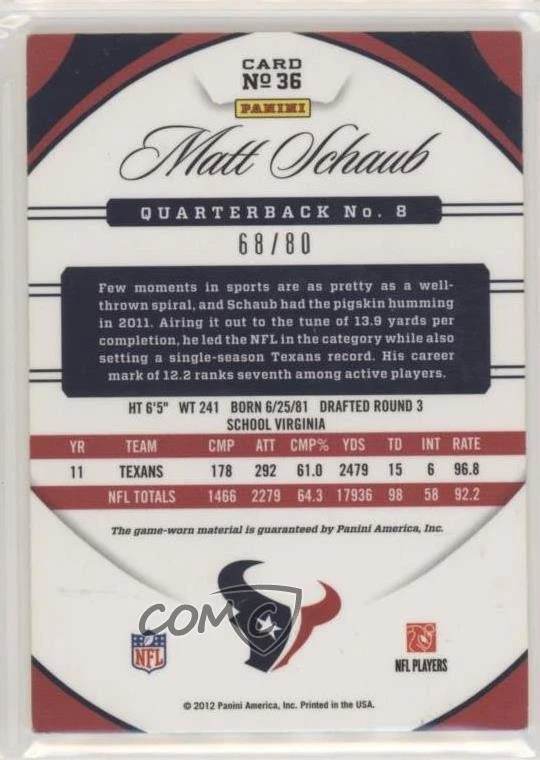 CARD
No 36
PANINI
Matt Schaub
QUARTERBACK No. 8
68/80
Few moments in sports are as pretty as a well-
thrown spiral, and Schaub had the pigskin humming
in 2011. Airing it out to the tune of 13.9 yards per
completion, he led the NFL in the category while also
setting a single-season Texans record. His career
mark of 12.2 ranks seventh among active players.
HT 6'5" WT 241 BORN 6/25/81 DRAFTED ROUND 3
SCHOOL VIRGINIA
YR TEAM CMP ATT CMP% YDS TD INT RATE
11 TEXANS 178 292 61.0 2479 15 6 96.8
NFL TOTALS 1466 2279 64.3 17936 98 58 92.2
The game-worn material is guaranteed by Panini America, Inc.
COMC
NFL
NFL PLAYERS
© 2012 Panini America, Inc. Printed in the USA.